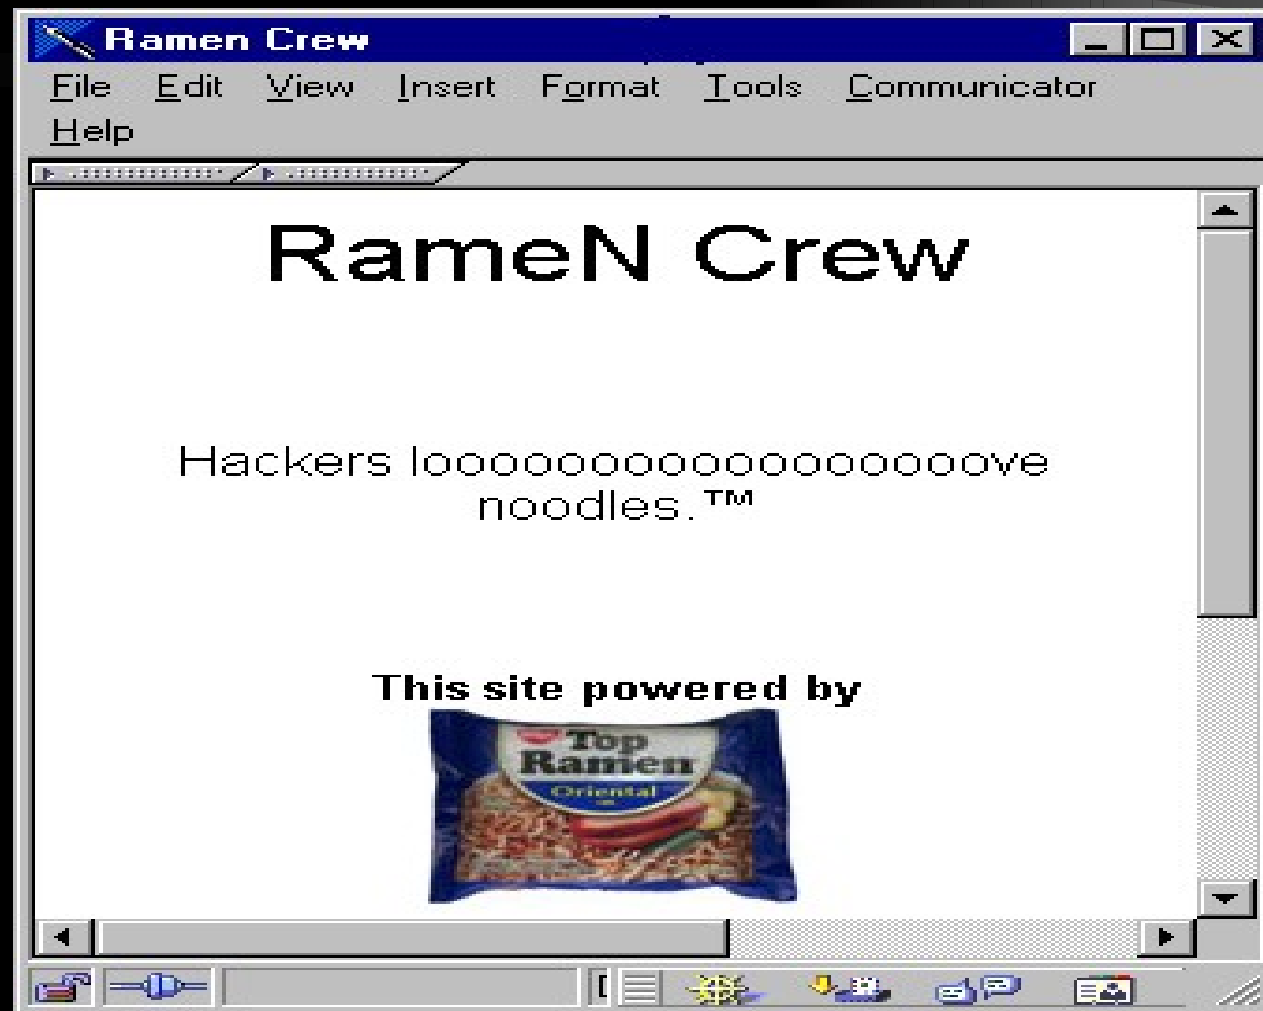 Ramen Crew
File Edit View Insert Format Tools Communicator
Help
RameN Crew
Hackers looooooooooooooooooove
noodles.™
This site powered by
Top
Ramen
Oriental